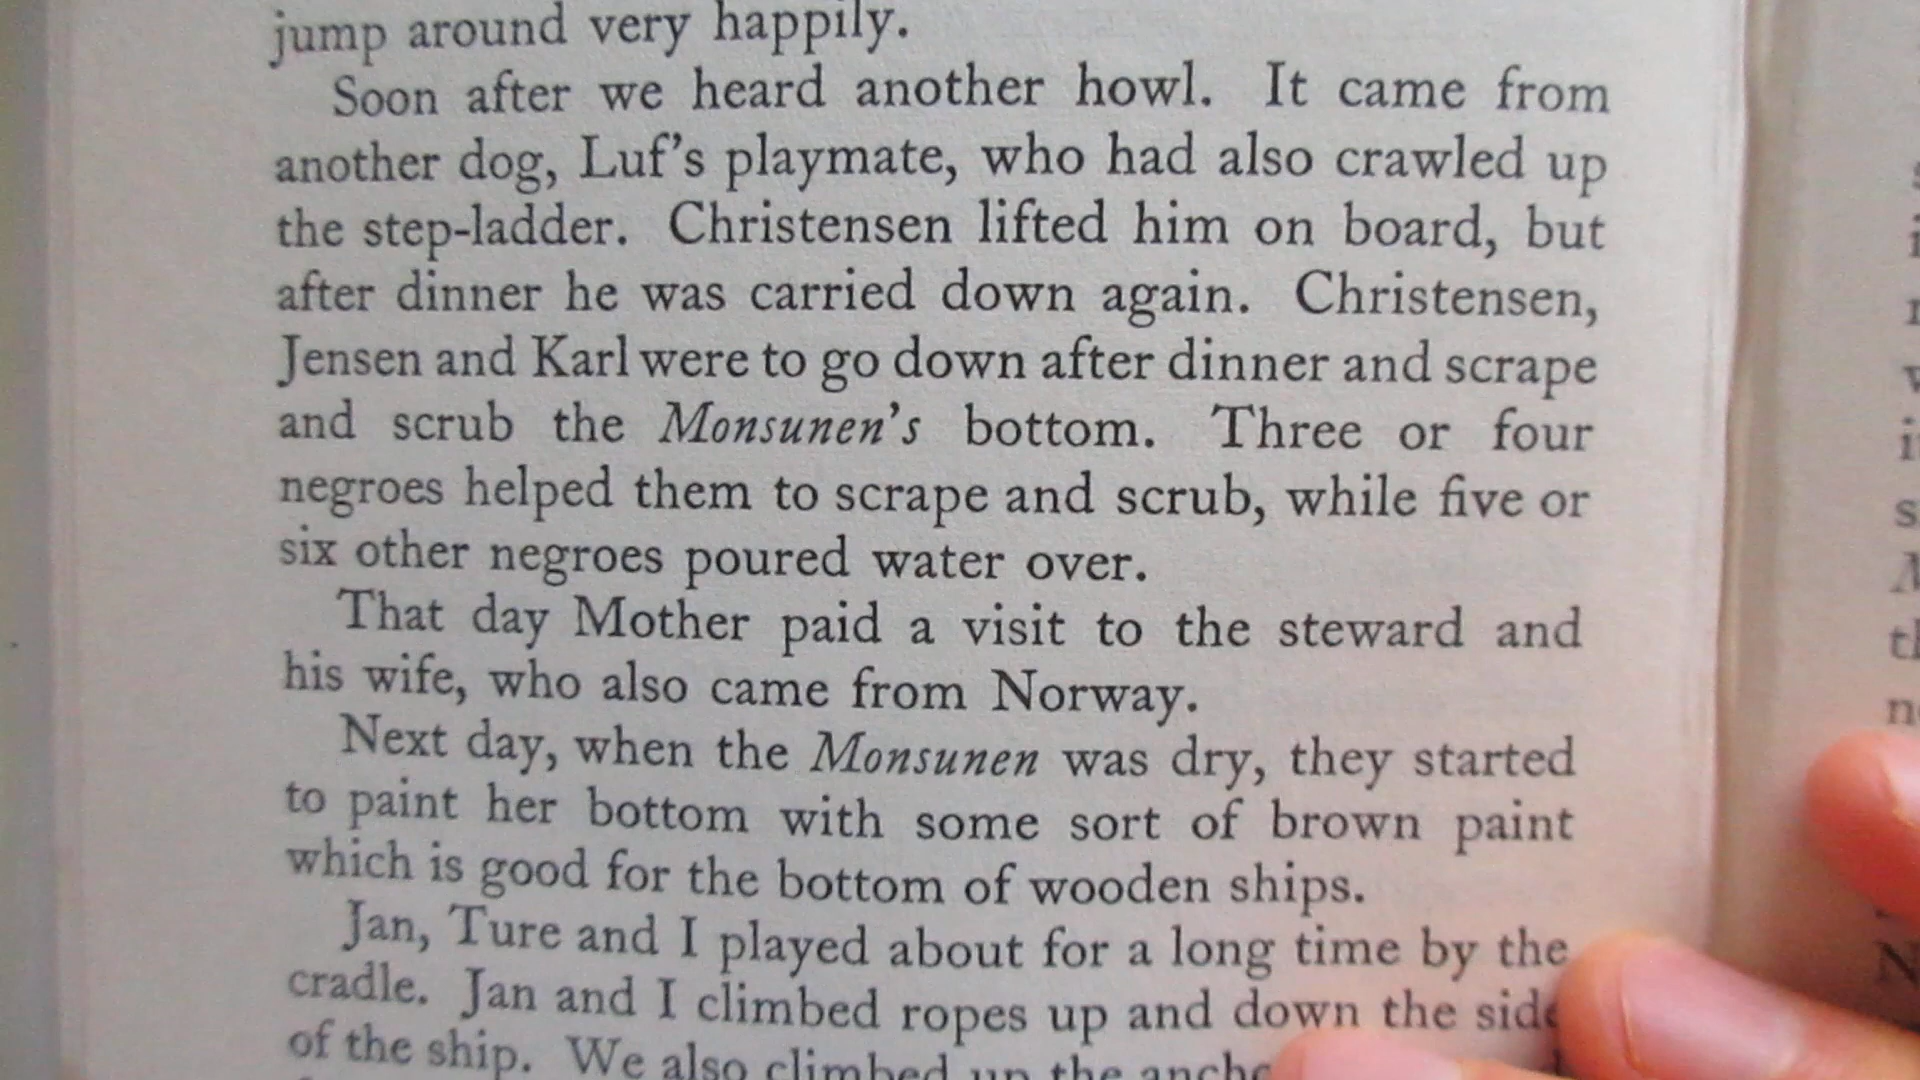 jump around very happily.
Soon after we heard another howl. It came from
another dog, Luf's playmate, who had also crawled up
the step-ladder. Christensen lifted him on board, but
after dinner he was carried down again. Christensen,
Jensen and Karl were to go down after dinner and scrape
and scrub the Monsunen's bottom. Three or four
negroes helped them to scrape and scrub, while five or
six other negroes poured water over.
That day Mother paid a visit to the steward and
his wife, who also came from Norway.
Next day, when the Monsunen was dry, they started
to paint her bottom with some sort of brown paint
which is good for the bottom of wooden ships.
Jan, Ture and I played about for a long time by the
cradle. Jan and I climbed ropes up and down the side
of the ship. We also climbed up the